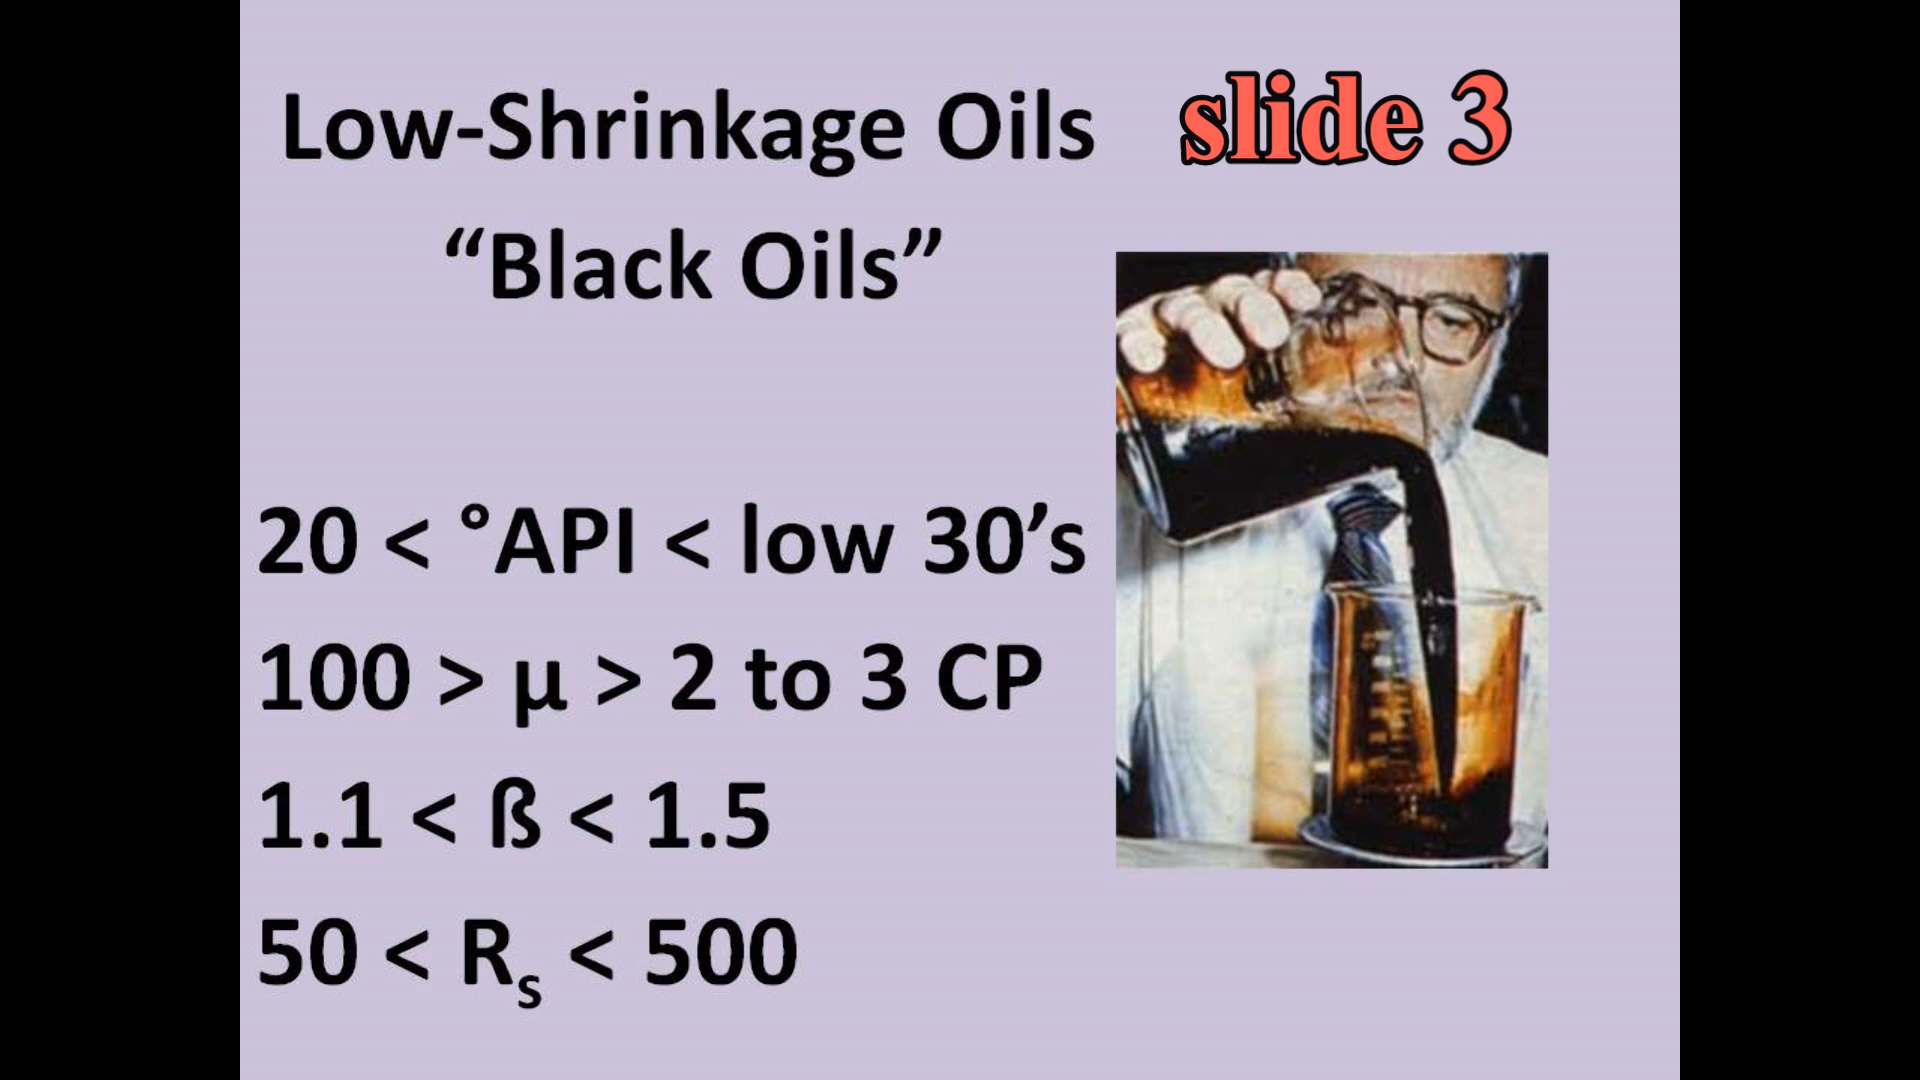 Low-Shrinkage Oils
slide 3
“Black Oils”
20 < °API < low 30’s
100 > μ > 2 to 3 CP
1.1 < ß < 1.5
50 < Rs < 500